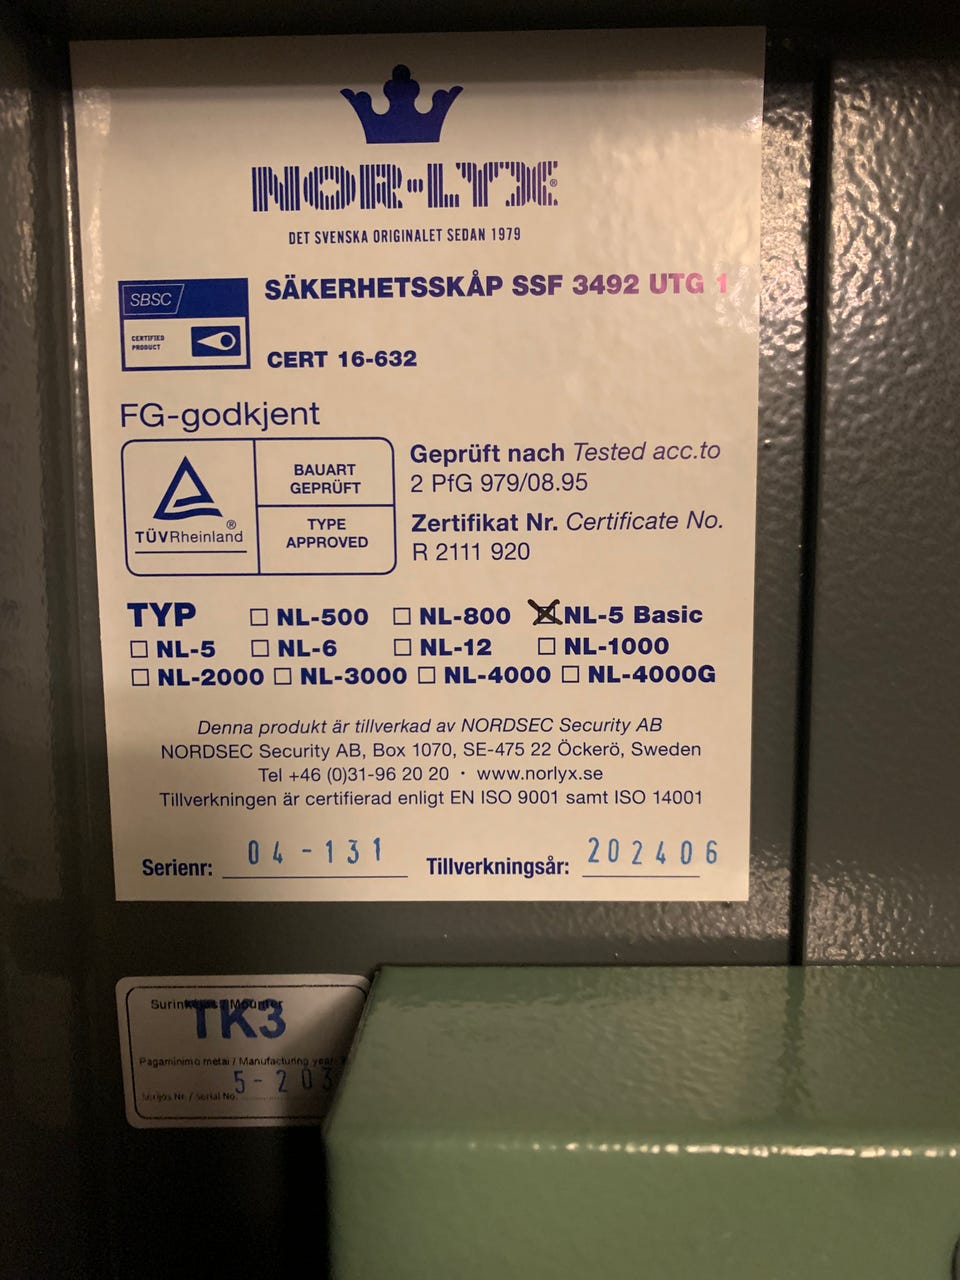 NOR-LYX®
DET SVENSKA ORIGINALET SEDAN 1979
SBSC
CERTIFIED
PRODUCT
SÄKERHETSSKÅP SSF 3492 UTG 1
CERT 16-632
FG-godkjent
TÜVRheinland®
BAUART
GEPRÜFT
TYPE
APPROVED
Geprüft nach Tested acc.to
2 PfG 979/08.95
Zertifikat Nr. Certificate No.
R 2111 920
TYP ☐ NL-500 ☐ NL-800 ☒ NL-5 Basic
☐ NL-5 ☐ NL-6 ☐ NL-12 ☐ NL-1000
☐ NL-2000 ☐ NL-3000 ☐ NL-4000 ☐ NL-4000G
Denna produkt är tillverkad av NORDSEC Security AB
NORDSEC Security AB, Box 1070, SE-475 22 Öckerö, Sweden
Tel +46 (0)31-96 20 20 · www.norlyx.se
Tillverkningen är certifierad enligt EN ISO 9001 samt ISO 14001
Serienr: 04-131 Tillverkningsår: 202406
/ Mounter
TK3
Pagaminimo metai / Manufacturing year
5-203
Serijos Nr. / Serial No.